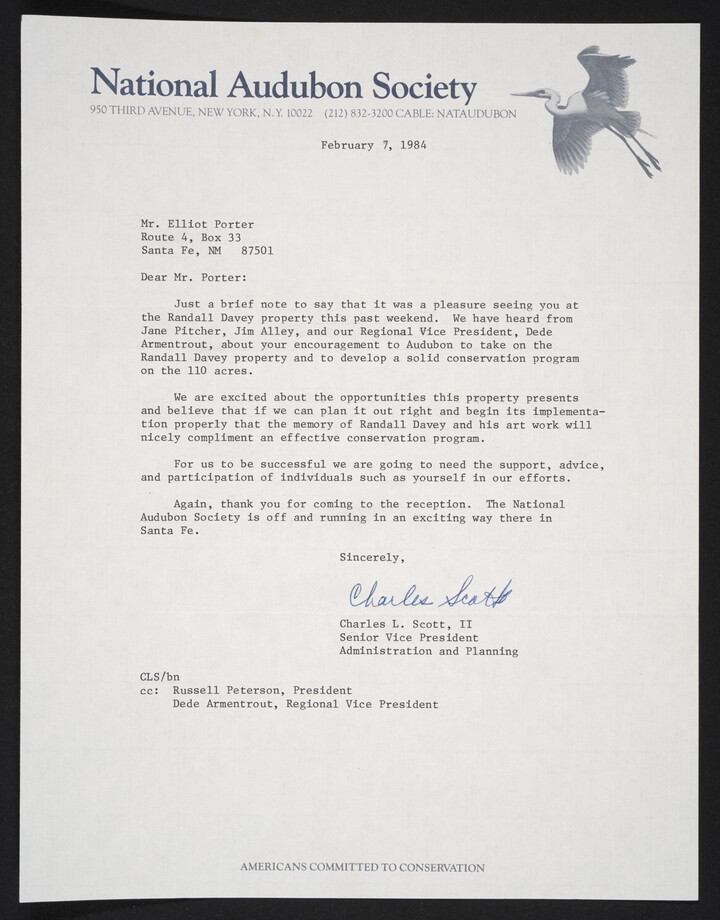 National Audubon Society
950 THIRD AVENUE, NEW YORK, N.Y. 10022 (212) 832-3200 CABLE: NATAUDUBON
February 7, 1984
Mr. Elliot Porter
Route 4, Box 33
Santa Fe, NM 87501
Dear Mr. Porter:
Just a brief note to say that it was a pleasure seeing you at
the Randall Davey property this past weekend. We have heard from
Jane Pitcher, Jim Alley, and our Regional Vice President, Dede
Armentrout, about your encouragement to Audubon to take on the
Randall Davey property and to develop a solid conservation program
on the 110 acres.
We are excited about the opportunities this property presents
and believe that if we can plan it out right and begin its implementa-
tion properly that the memory of Randall Davey and his art work will
nicely compliment an effective conservation program.
For us to be successful we are going to need the support, advice,
and participation of individuals such as yourself in our efforts.
Again, thank you for coming to the reception. The National
Audubon Society is off and running in an exciting way there in
Santa Fe.
Sincerely,
Charles Scott
Charles L. Scott, II
Senior Vice President
Administration and Planning
CLS/bn
cc: Russell Peterson, President
Dede Armentrout, Regional Vice President
AMERICANS COMMITTED TO CONSERVATION